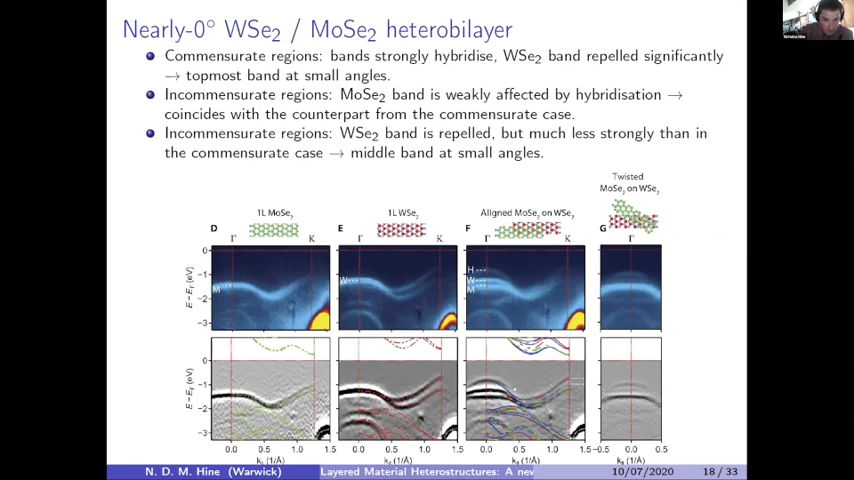 Nearly-0° WSe2 / MoSe2 heterobilayer
Commensurate regions: bands strongly hybridise, WSe2 band repelled significantly
→ topmost band at small angles.
Incommensurate regions: MoSe2 band is weakly affected by hybridisation →
coincides with the counterpart from the commensurate case.
Incommensurate regions: WSe2 band is repelled, but much less strongly than in
the commensurate case → middle band at small angles.
Twisted
MoSe2 on WSe2
1L MoSe2
1L WSe2
Aligned MoSe2 on WSe2
D Γ K
E Γ K
F Γ K
G Γ
E − EF (eV)
0
−1
−2
−3
M
W
H
W
M
E − EF (eV)
0
−1
−2
−3
0.0 0.5 1.0 1.5
0.0 0.5 1.0 1.5
0.0 0.5 1.0 1.5
−0.5 0.0 0.5
k∥ (1/Å)
k∥ (1/Å)
k∥ (1/Å)
k∥ (1/Å)
N. D. M. Hine (Warwick)
Layered Material Heterostructures: A new
10/07/2020
18 / 33